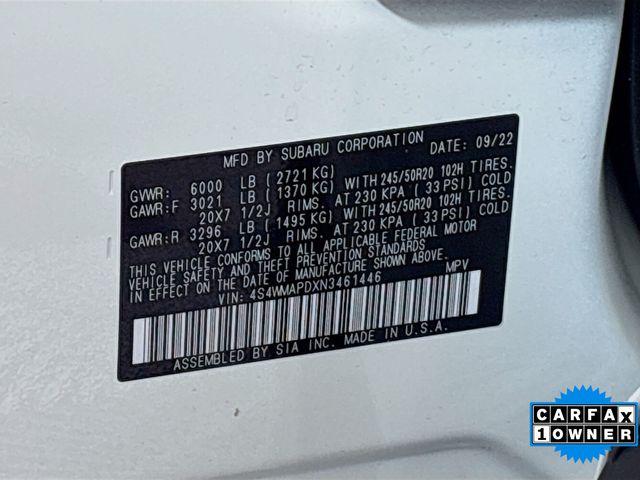 MFD BY SUBARU CORPORATION DATE: 09/22
GVWR: 6000 LB ( 2721 KG)
GAWR:F 3021 LB ( 1370 KG) WITH 245/50R20 102H TIRES.
20X7 1/2J RIMS. AT 230 KPA ( 33 PSI) COLD
GAWR:R 3296 LB ( 1495 KG) WITH 245/50R20 102H TIRES.
20X7 1/2J RIMS. AT 230 KPA ( 33 PSI) COLD
THIS VEHICLE CONFORMS TO ALL APPLICABLE FEDERAL MOTOR
VEHICLE SAFETY AND THEFT PREVENTION STANDARDS
IN EFFECT ON THE DATE OF MANUFACTURE SHOWN ABOVE.
VIN: 4S4WMAPDXN3461446 MPV
ASSEMBLED BY SIA INC. MADE IN U.S.A.
CARFAX
1 OWNER